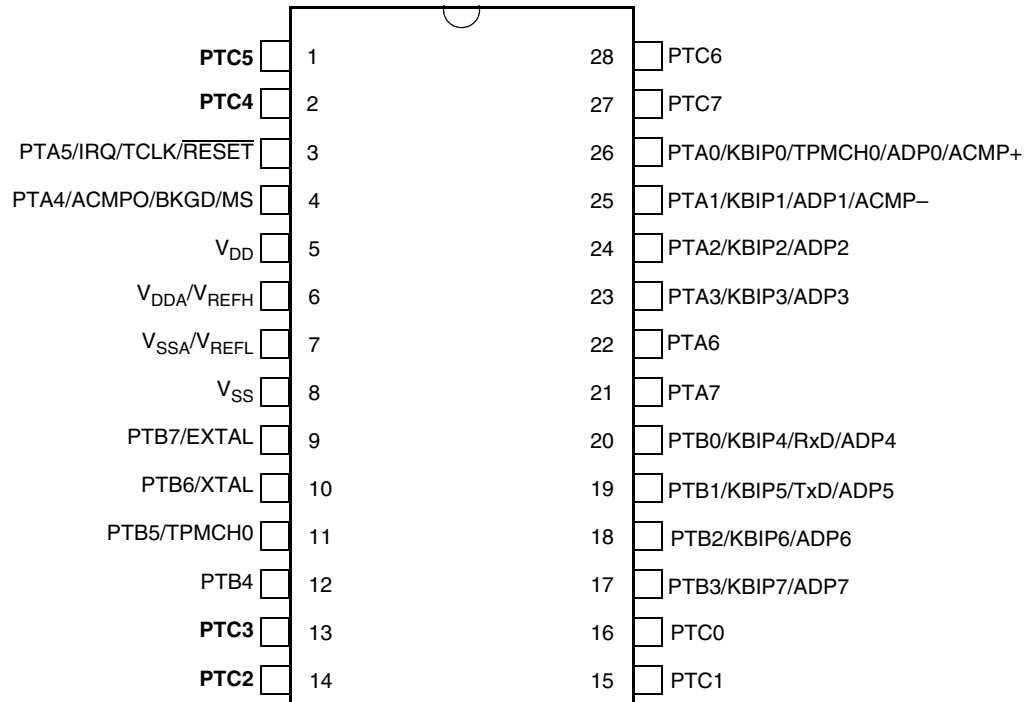 PTC5 1 28 PTC6
PTC4 2 27 PTC7
PTA5/IRQ/TCLK/RESET 3 26 PTA0/KBIP0/TPMCH0/ADP0/ACMP+
PTA4/ACMPO/BKGD/MS 4 25 PTA1/KBIP1/ADP1/ACMP–
VDD 5 24 PTA2/KBIP2/ADP2
VDDA/VREFH 6 23 PTA3/KBIP3/ADP3
VSSA/VREFL 7 22 PTA6
VSS 8 21 PTA7
PTB7/EXTAL 9 20 PTB0/KBIP4/RxD/ADP4
PTB6/XTAL 10 19 PTB1/KBIP5/TxD/ADP5
PTB5/TPMCH0 11 18 PTB2/KBIP6/ADP6
PTB4 12 17 PTB3/KBIP7/ADP7
PTC3 13 16 PTC0
PTC2 14 15 PTC1